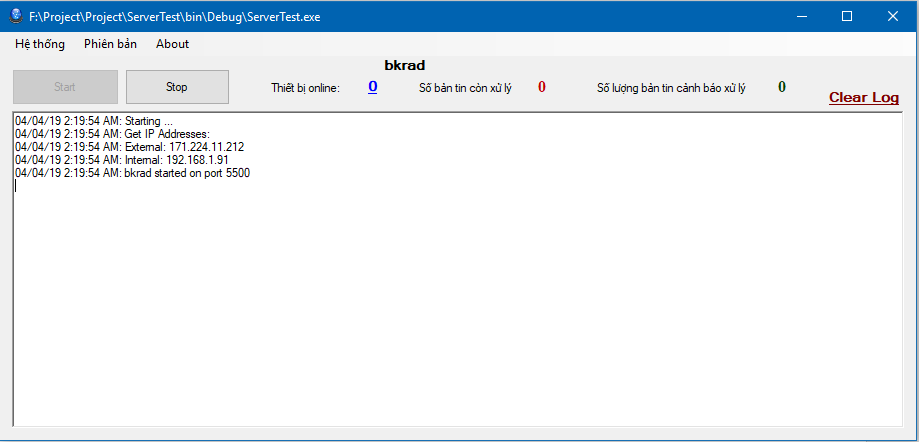 F:\Project\Project\ServerTest\bin\Debug\ServerTest.exe
Hệ thống Phiên bản About
bkrad
Start Stop Thiết bị online: 0 Số bản tin còn xử lý 0 Số lượng bản tin cảnh báo xử lý 0 Clear Log
04/04/19 2:19:54 AM: Starting ...
04/04/19 2:19:54 AM: Get IP Addresses:
04/04/19 2:19:54 AM: External: 171.224.11.212
04/04/19 2:19:54 AM: Internal: 192.168.1.91
04/04/19 2:19:54 AM: bkrad started on port 5500